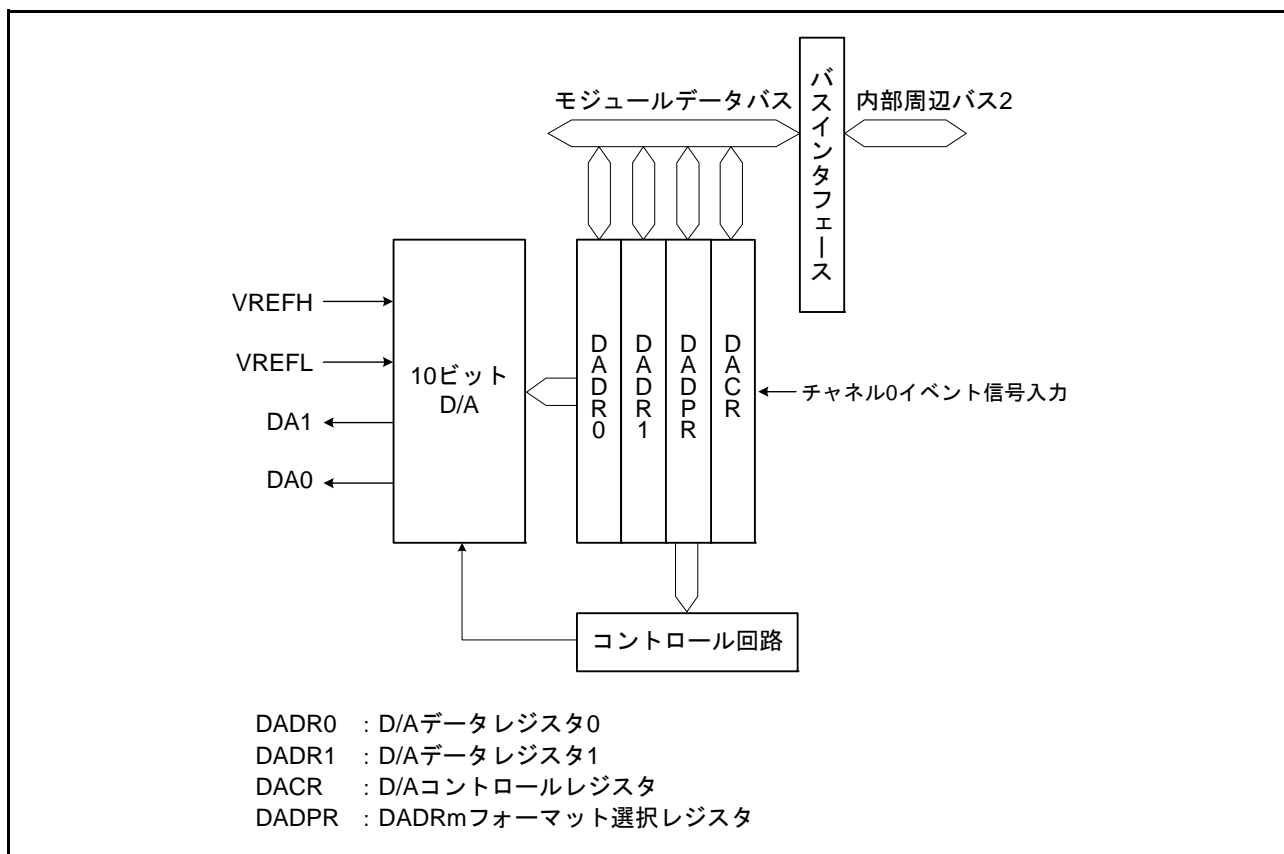 モジュールデータバス
バスインタフェース
内部周辺バス2
VREFH
VREFL
DA1
DA0
10ビット
D/A
DADR0
DADR1
DADPR
DACR
チャネル0イベント信号入力
コントロール回路
DADR0 : D/Aデータレジスタ0
DADR1 : D/Aデータレジスタ1
DACR : D/Aコントロールレジスタ
DADPR : DADRmフォーマット選択レジスタ